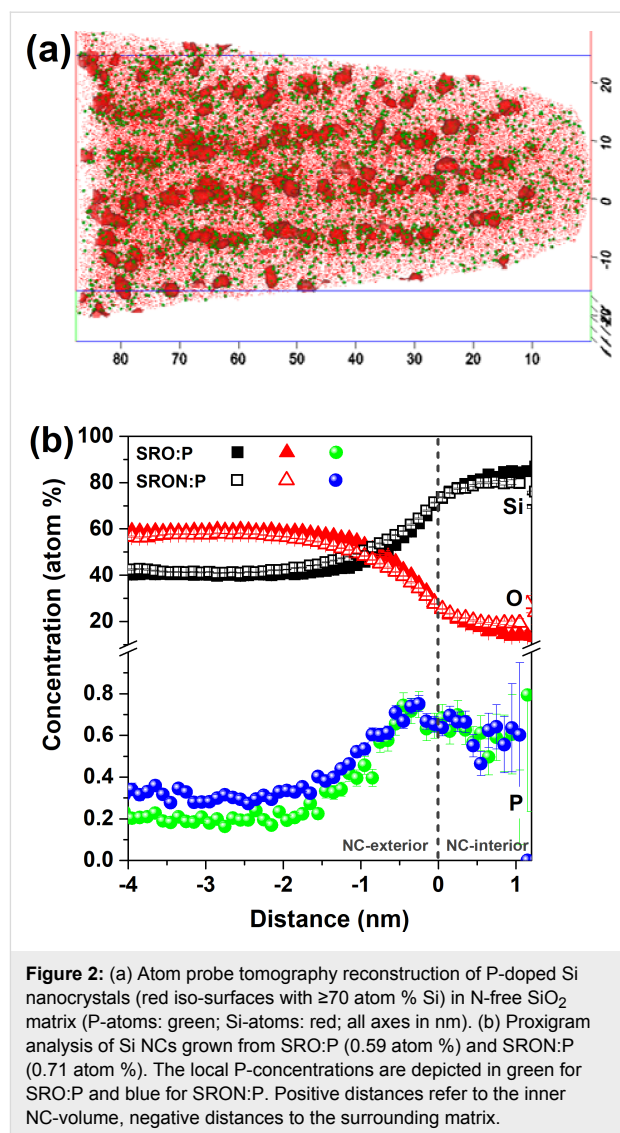 (a)
20
10
0
-10
80 70 60 50 40 30 20 10
(b)
100
80
60
40
20
0.8
0.6
0.4
0.2
0.0
Concentration (atom %)
SRO:P
SRON:P
Si
O
P
NC-exterior NC-interior
-4 -3 -2 -1 0 1
Distance (nm)
Figure 2: (a) Atom probe tomography reconstruction of P-doped Si
nanocrystals (red iso-surfaces with ≥70 atom % Si) in N-free SiO2
matrix (P-atoms: green; Si-atoms: red; all axes in nm). (b) Proxigram
analysis of Si NCs grown from SRO:P (0.59 atom %) and SRON:P
(0.71 atom %). The local P-concentrations are depicted in green for
SRO:P and blue for SRON:P. Positive distances refer to the inner
NC-volume, negative distances to the surrounding matrix.